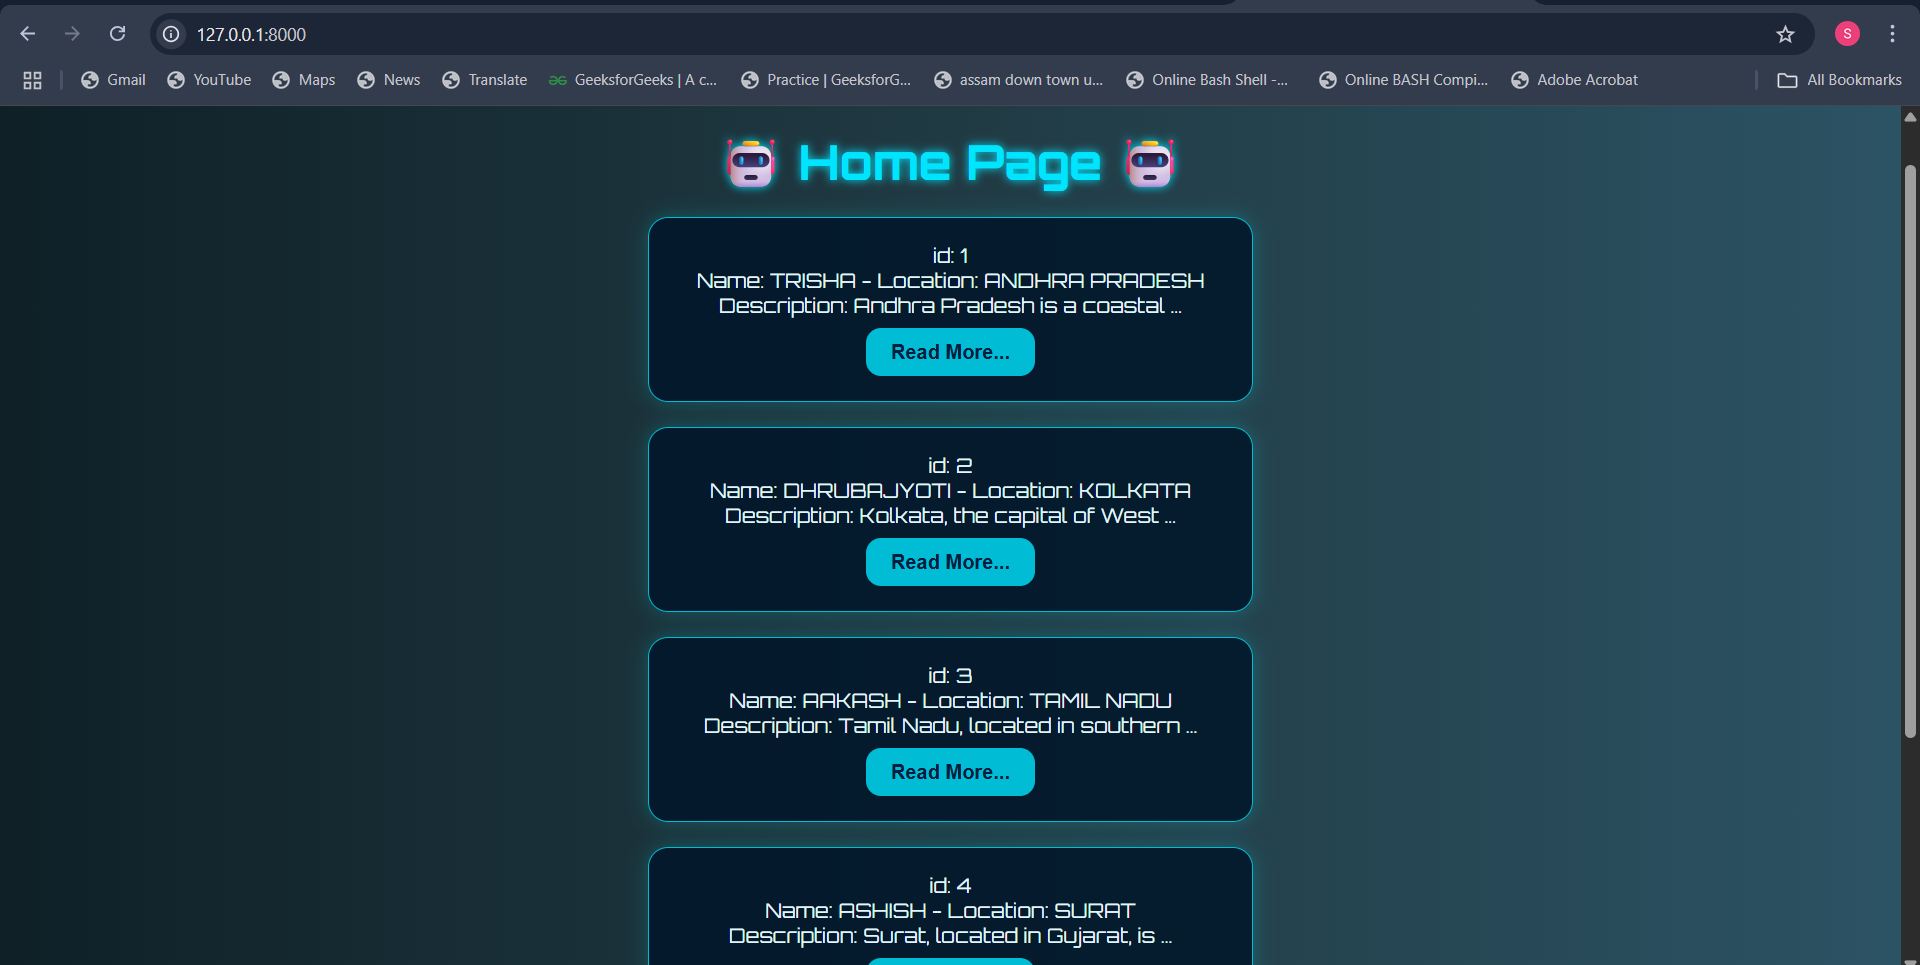 127.0.0.1:8000
S
Gmail
YouTube
Maps
News
Translate
GeeksforGeeks | A c...
Practice | GeeksforG...
assam down town u...
Online Bash Shell -...
Online BASH Compi...
Adobe Acrobat
All Bookmarks
Home Page
id: 1
Name: TRISHA - Location: ANDHRA PRADESH
Description: Andhra Pradesh is a coastal ...
Read More...
id: 2
Name: DHRUBAJYOTI - Location: KOLKATA
Description: Kolkata, the capital of West ...
Read More...
id: 3
Name: AAKASH - Location: TAMIL NADU
Description: Tamil Nadu, located in southern ...
Read More...
id: 4
Name: ASHISH - Location: SURAT
Description: Surat, located in Gujarat, is ...